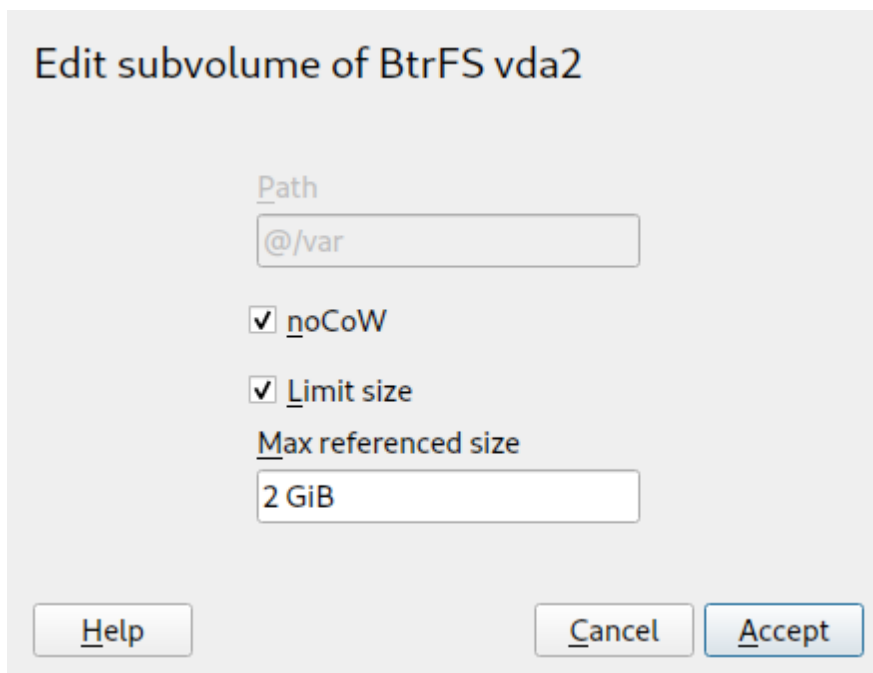 Edit subvolume of BtrFS vda2
Path
@/var
noCoW
Limit size
Max referenced size
2 GiB
Help Cancel Accept